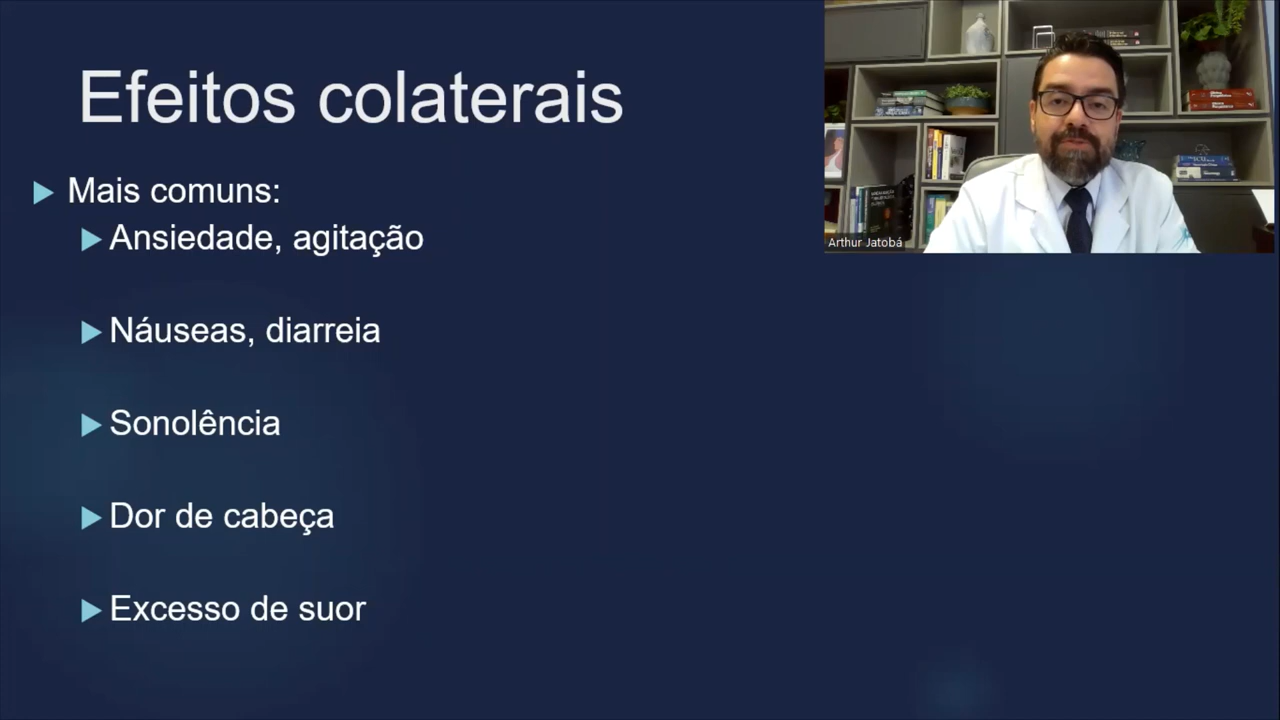 Efeitos colaterais
Mais comuns:
Ansiedade, agitação
Náuseas, diarreia
Sonolência
Dor de cabeça
Excesso de suor
Arthur Jatobá